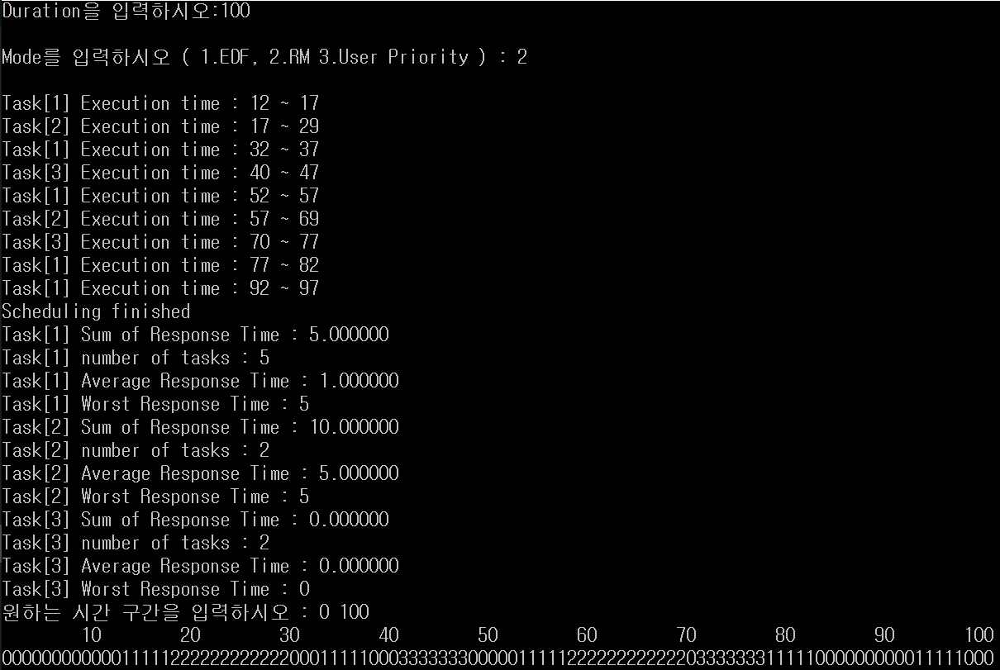 Duration을 입력하시오:100
Mode를 입력하시오 ( 1.EDF, 2.RM 3.User Priority ) : 2
Task[1] Execution time : 12 ~ 17
Task[2] Execution time : 17 ~ 29
Task[1] Execution time : 32 ~ 37
Task[3] Execution time : 40 ~ 47
Task[1] Execution time : 52 ~ 57
Task[2] Execution time : 57 ~ 69
Task[3] Execution time : 70 ~ 77
Task[1] Execution time : 77 ~ 82
Task[1] Execution time : 92 ~ 97
Scheduling finished
Task[1] Sum of Response Time : 5.000000
Task[1] number of tasks : 5
Task[1] Average Response Time : 1.000000
Task[1] Worst Response Time : 5
Task[2] Sum of Response Time : 10.000000
Task[2] number of tasks : 2
Task[2] Average Response Time : 5.000000
Task[2] Worst Response Time : 5
Task[3] Sum of Response Time : 0.000000
Task[3] number of tasks : 2
Task[3] Average Response Time : 0.000000
Task[3] Worst Response Time : 0
원하는 시간 구간을 입력하시오 : 0 100
10 20 30 40 50 60 70 80 90 100
0000000000001111122222222222200011111000333333300000111112222222222220333333311111000000000011111000